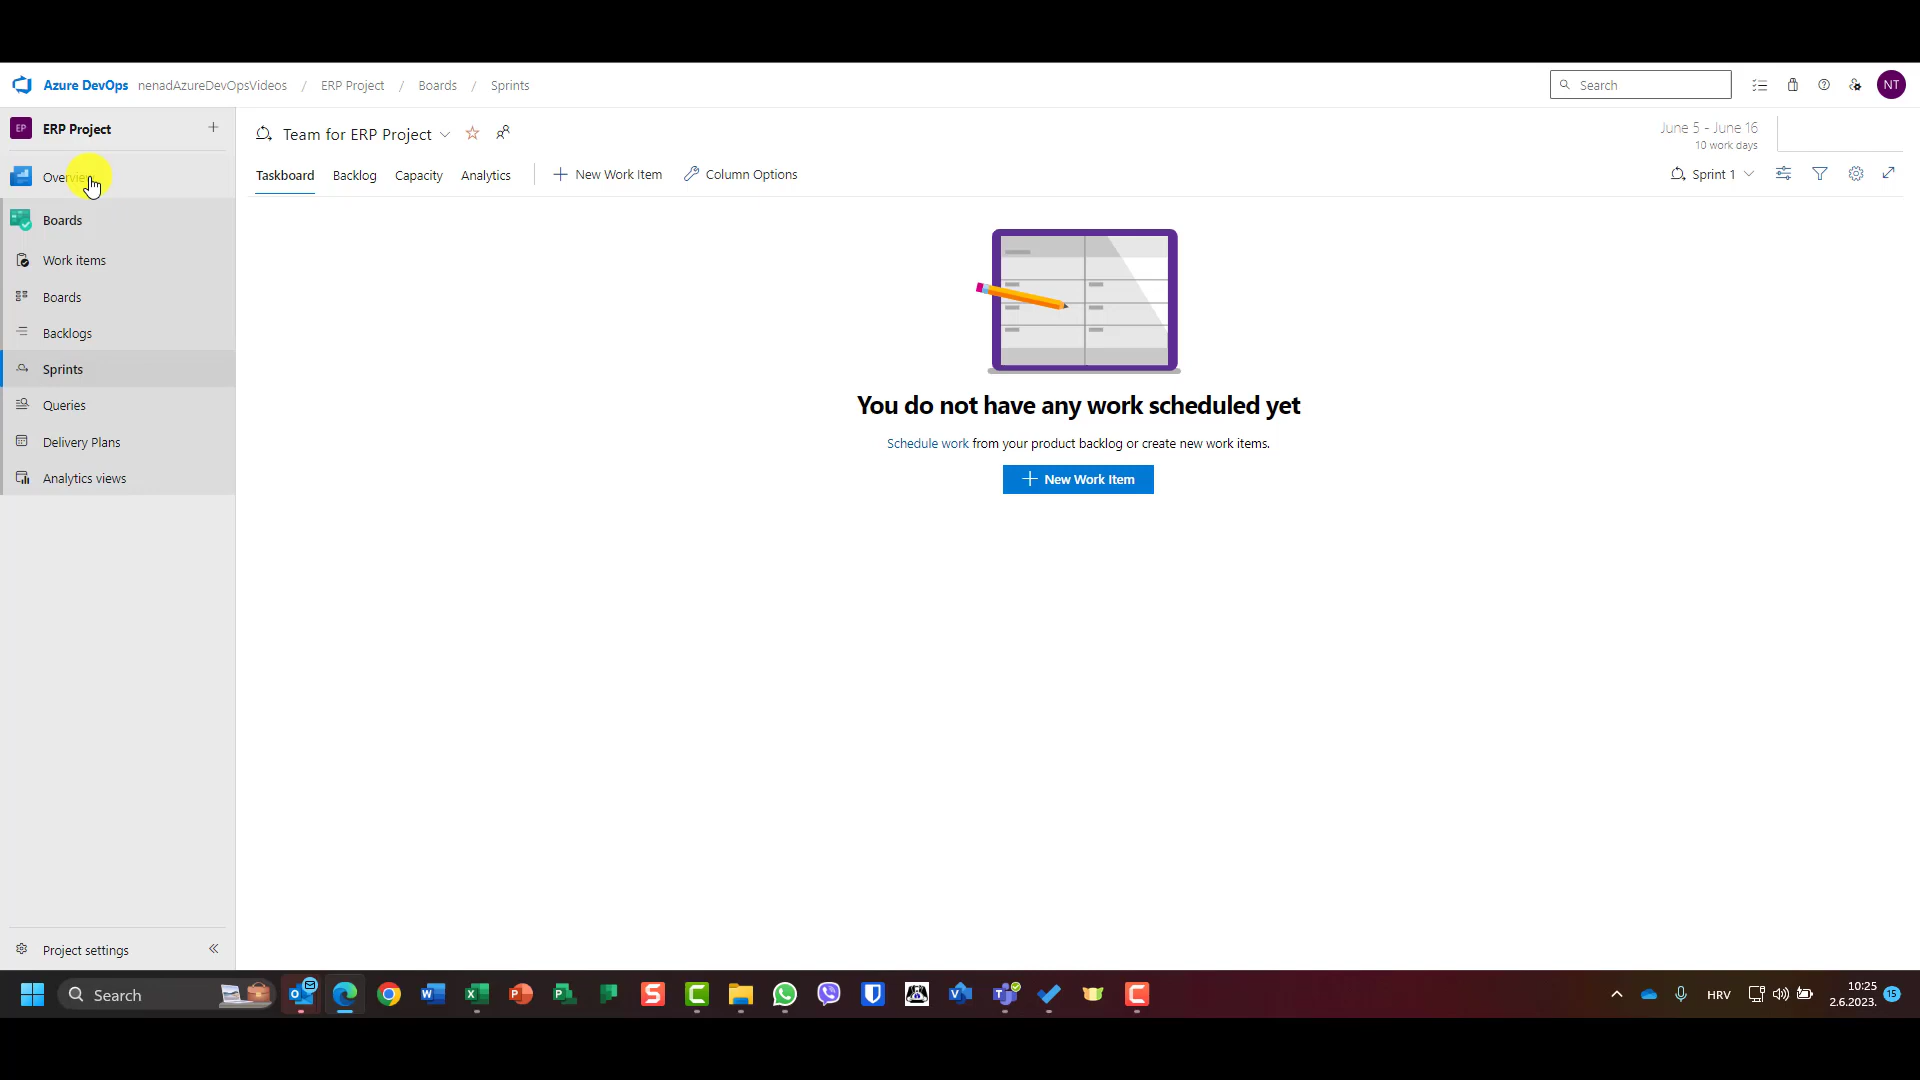 Azure DevOps nenadAzureDevOpsVideos / ERP Project / Boards / Sprints
Search
NT
EP ERP Project
Overview
Boards
Work items
Boards
Backlogs
Sprints
Queries
Delivery Plans
Analytics views
Project settings
Team for ERP Project
June 5 - June 16
10 work days
Taskboard Backlog Capacity Analytics New Work Item Column Options
Sprint 1
You do not have any work scheduled yet
Schedule work from your product backlog or create new work items.
New Work Item
Search
HRV
10:25
2.6.2023.
15